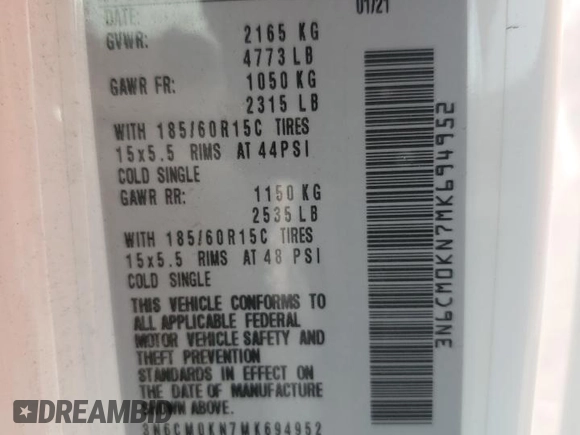 DATE: 01/21
GVWR: 2165 KG
4773 LB
GAWR FR: 1050 KG
2315 LB
WITH 185/60R15C TIRES
15x5.5 RIMS AT 44PSI
COLD SINGLE
GAWR RR: 1150 KG
2535 LB
WITH 185/60R15C TIRES
15x5.5 RIMS AT 48 PSI
COLD SINGLE
THIS VEHICLE CONFORMS TO
ALL APPLICABLE FEDERAL
MOTOR VEHICLE SAFETY AND
THEFT PREVENTION
STANDARDS IN EFFECT ON
THE DATE OF MANUFACTURE
SHOWN ABOVE.
3N6CM0KN7MK694952
3N6CM0KN7MK694952
DREAMBID